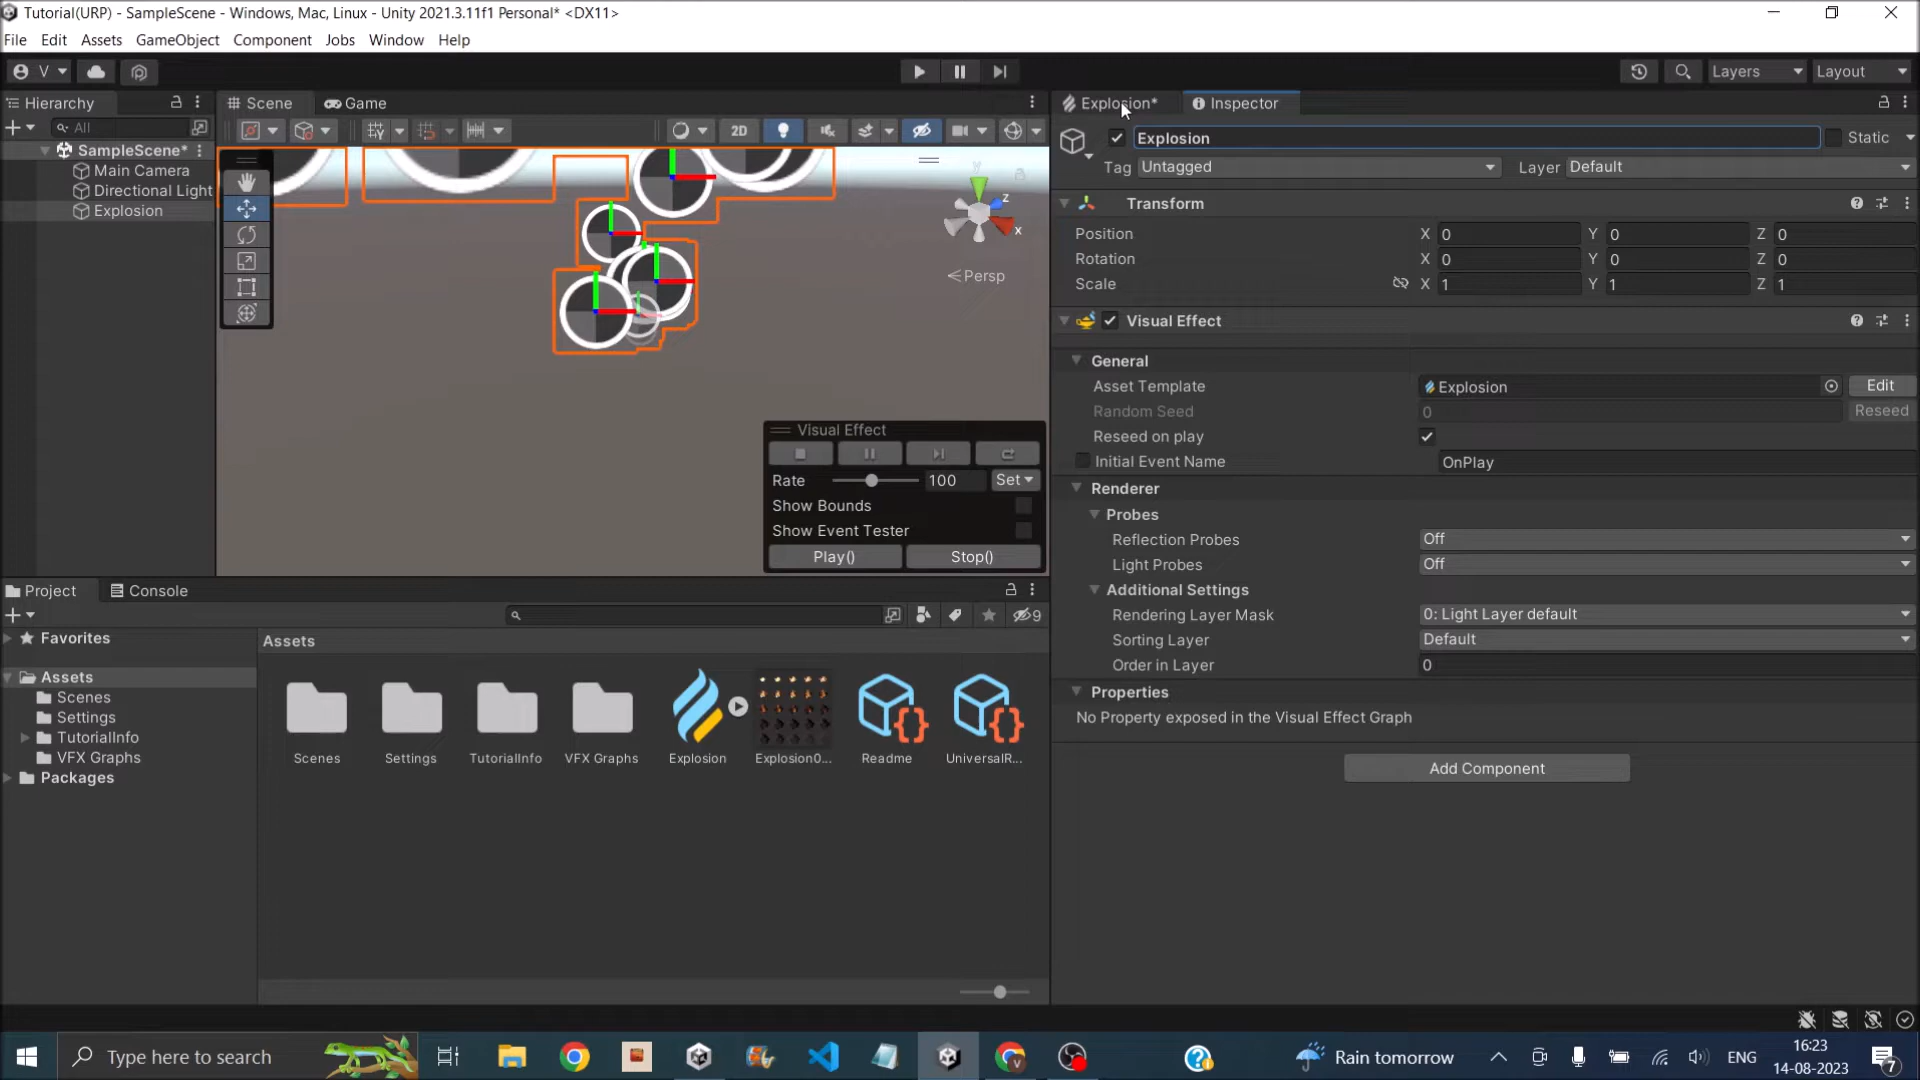 Tutorial(URP) - SampleScene - Windows, Mac, Linux - Unity 2021.3.11f1 Personal* <DX11>
File Edit Assets GameObject Component Jobs Window Help
V Layers Layout
Hierarchy Scene Game Explosion* Inspector
All 2D Explosion Static
SampleScene* Tag Untagged Layer Default
Main Camera
Directional Light
Explosion
y z x
Persp
Transform
Position X 0 Y 0 Z 0
Rotation X 0 Y 0 Z 0
Scale X 1 Y 1 Z 1
Visual Effect
General
Asset Template Explosion Edit
Random Seed 0 Reseed
Reseed on play
Initial Event Name OnPlay
Visual Effect
Rate 100 Set
Show Bounds
Show Event Tester
Play() Stop()
Renderer
Probes
Reflection Probes Off
Light Probes Off
Additional Settings
Rendering Layer Mask 0: Light Layer default
Sorting Layer Default
Order in Layer 0
Properties
No Property exposed in the Visual Effect Graph
Add Component
Project Console
9
Favorites Assets
Assets
Scenes
Settings
TutorialInfo
VFX Graphs
Packages
Scenes Settings TutorialInfo VFX Graphs Explosion Explosion0... Readme UniversalR...
Type here to search Rain tomorrow ENG 16:23
14-08-2023 7